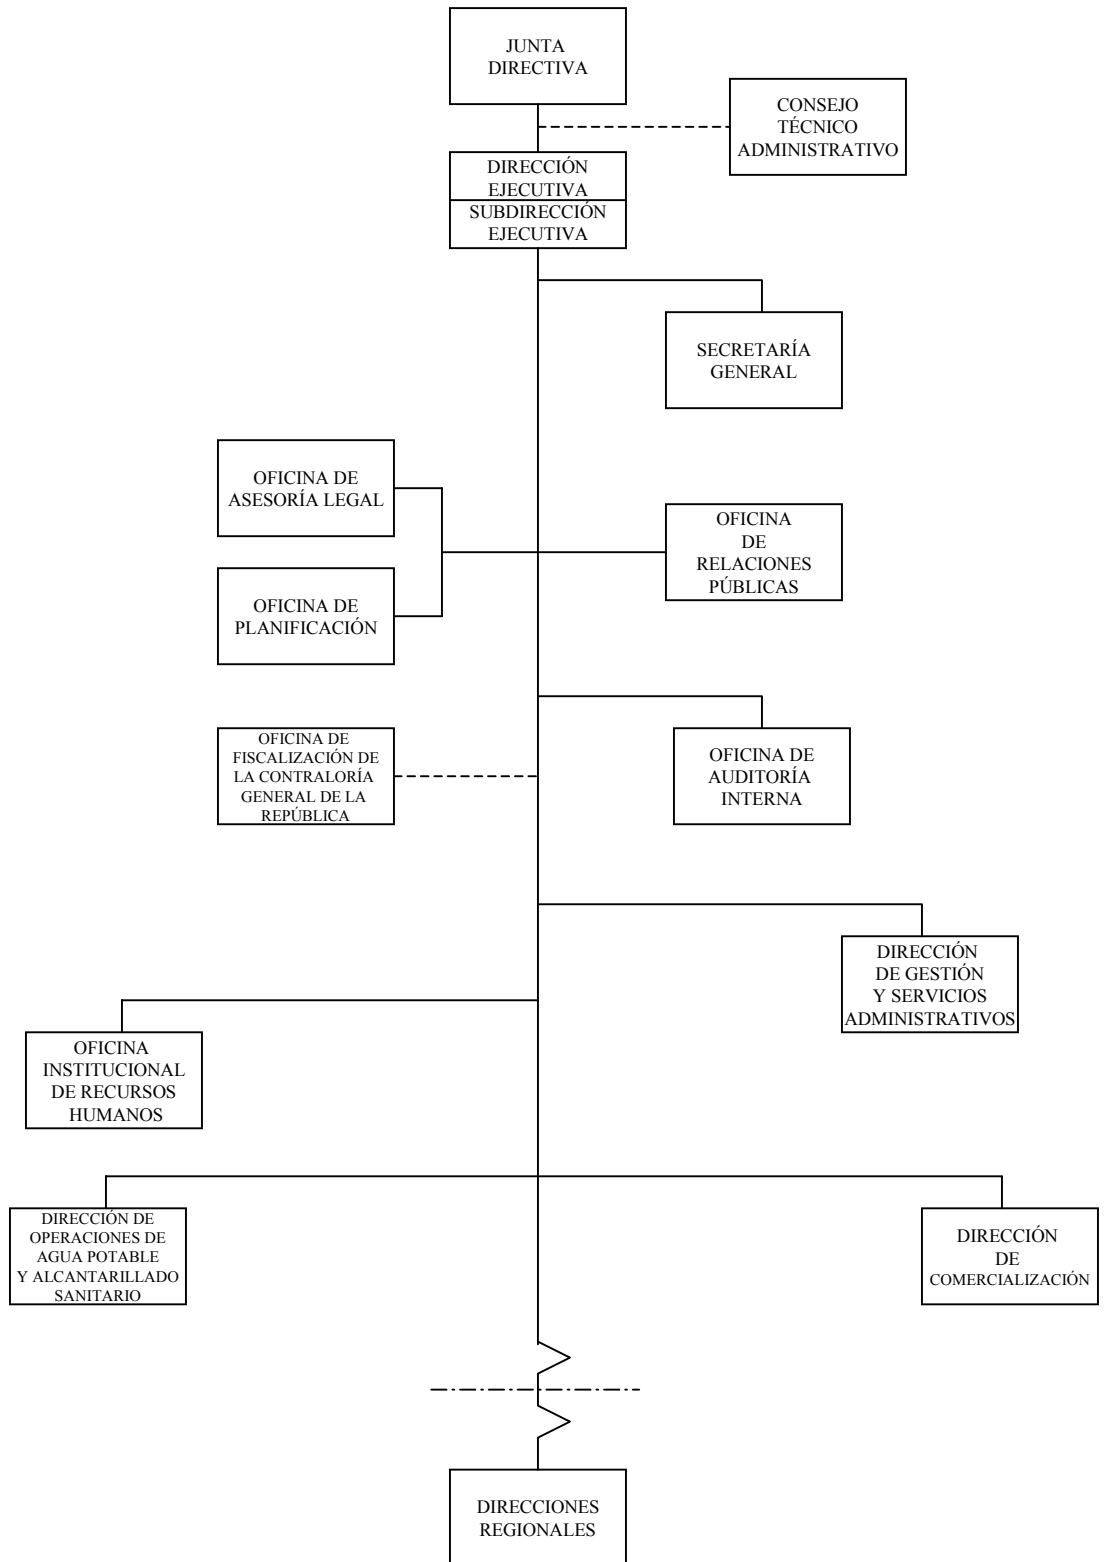 JUNTA
DIRECTIVA
CONSEJO
TÉCNICO
ADMINISTRATIVO
DIRECCIÓN
EJECUTIVA
SUBDIRECCIÓN
EJECUTIVA
SECRETARÍA
GENERAL
OFICINA DE
ASESORÍA LEGAL
OFICINA
DE
RELACIONES
PÚBLICAS
OFICINA DE
PLANIFICACIÓN
OFICINA DE
FISCALIZACIÓN DE
LA CONTRALORÍA
GENERAL DE LA
REPÚBLICA
OFICINA DE
AUDITORÍA
INTERNA
DIRECCIÓN
DE GESTIÓN
Y SERVICIOS
ADMINISTRATIVOS
OFICINA
INSTITUCIONAL
DE RECURSOS
HUMANOS
DIRECCIÓN DE
OPERACIONES DE
AGUA POTABLE
Y ALCANTARILLADO
SANITARIO
DIRECCIÓN
DE
COMERCIALIZACIÓN
DIRECCIONES
REGIONALES